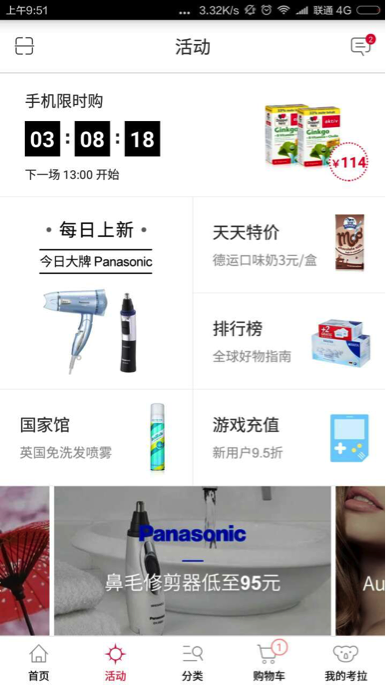 上午9:51
... 3.32K/s 联通 4G
活动
2
手机限时购
03 : 08 : 18
下一场 13:00 开始
Ginkgo
¥114
每日上新
今日大牌 Panasonic
天天特价
德运口味奶3元/盒
排行榜
全球好物指南
+2
国家馆
英国免洗发喷雾
游戏充值
新用户9.5折
Panasonic
鼻毛修剪器低至95元
Au
首页
活动
分类
1
购物车
我的考拉